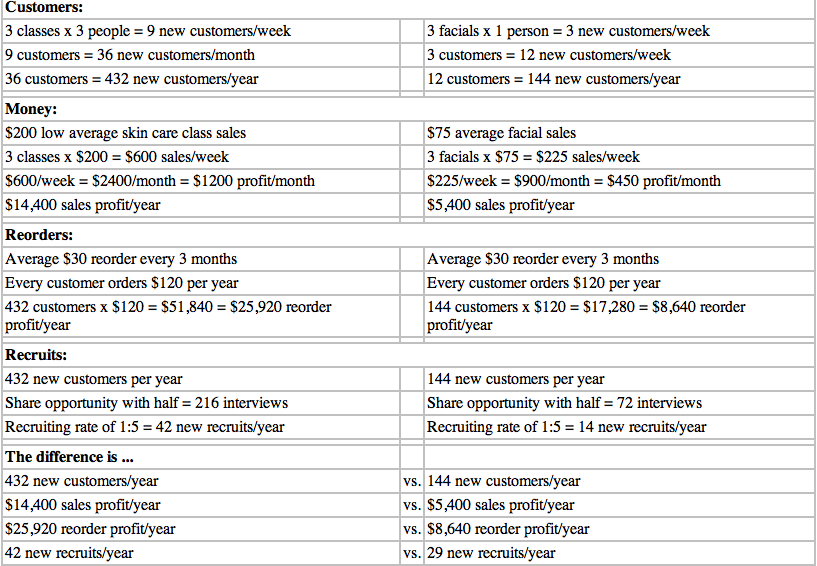 Customers:
3 classes x 3 people = 9 new customers/week 3 facials x 1 person = 3 new customers/week
9 customers = 36 new customers/month 3 customers = 12 new customers/week
36 customers = 432 new customers/year 12 customers = 144 new customers/year
Money:
$200 low average skin care class sales $75 average facial sales
3 classes x $200 = $600 sales/week 3 facials x $75 = $225 sales/week
$600/week = $2400/month = $1200 profit/month $225/week = $900/month = $450 profit/month
$14,400 sales profit/year $5,400 sales profit/year
Reorders:
Average $30 reorder every 3 months Average $30 reorder every 3 months
Every customer orders $120 per year Every customer orders $120 per year
432 customers x $120 = $51,840 = $25,920 reorder 144 customers x $120 = $17,280 = $8,640 reorder
profit/year profit/year
Recruits:
432 new customers per year 144 new customers per year
Share opportunity with half = 216 interviews Share opportunity with half = 72 interviews
Recruiting rate of 1:5 = 42 new recruits/year Recruiting rate of 1:5 = 14 new recruits/year
The difference is ...
432 new customers/year vs. 144 new customers/year
$14,400 sales profit/year vs. $5,400 sales profit/year
$25,920 reorder profit/year vs. $8,640 reorder profit/year
42 new recruits/year vs. 29 new recruits/year